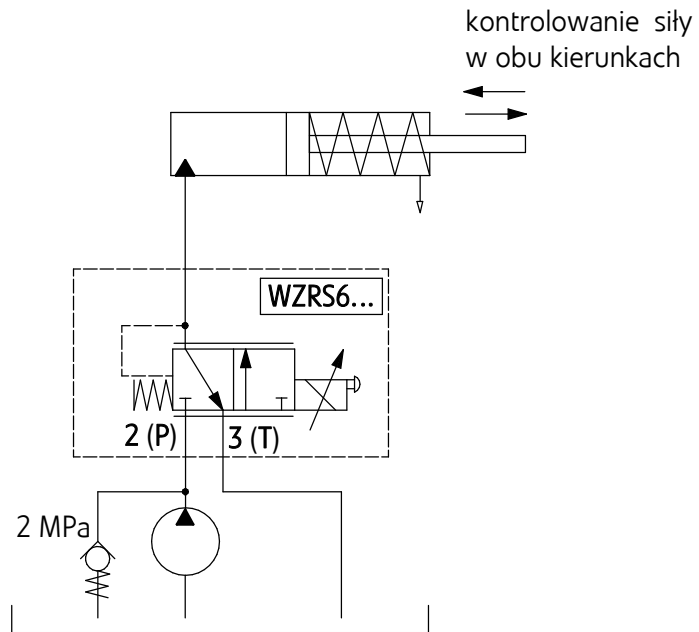 kontrolowanie siły
w obu kierunkach
WZRS6...
2 (P)
3 (T)
2 MPa